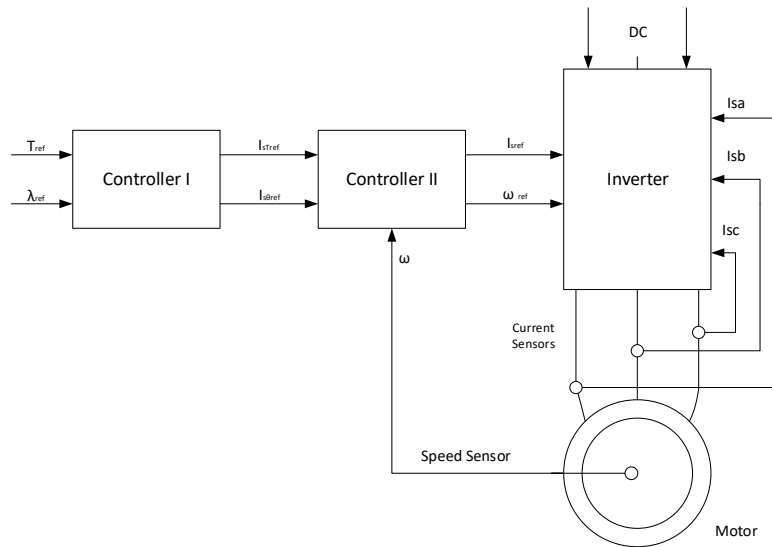 DC
Isa
Tref
IsTref
Isref
Controller I
Controller II
Inverter
Isb
λref
Isθref
ω ref
Isc
ω
Current
Sensors
Speed Sensor
Motor